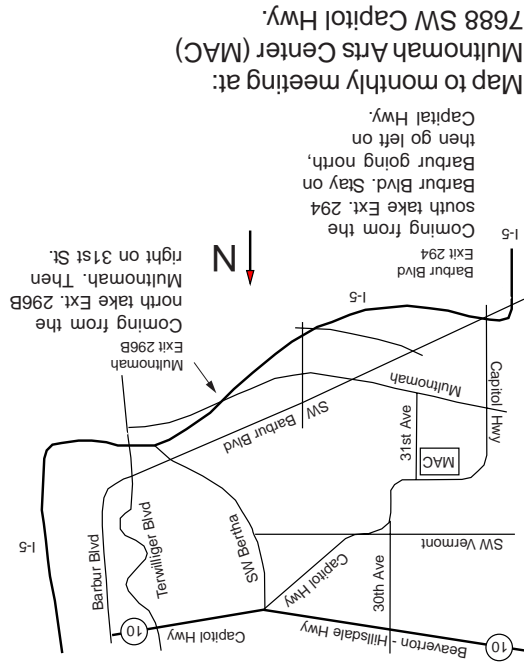 10
Beaverton - Hillsdale Hwy
Capitol Hwy
10
30th Ave
Capitol Hwy
SW Bertha
Terwilliger Blvd
Barbur Blvd
SW Vermont
I-5
MAC
31st Ave
Capitol Hwy
Multnomah
SW
Barbur Blvd
I-5
I-5
Multnomah
Exit 296B
Coming from the
north take Ext. 296B
Multnomah. Then
right on 31st St.
N
Barbur Blvd
Exit 294
Coming from the
south take Ext. 294
Barbur Blvd. Stay on
Barbur going north,
then go left on
Capital Hwy.
Map to monthly meeting at:
Multnomah Arts Center (MAC)
7688 SW Capitol Hwy.